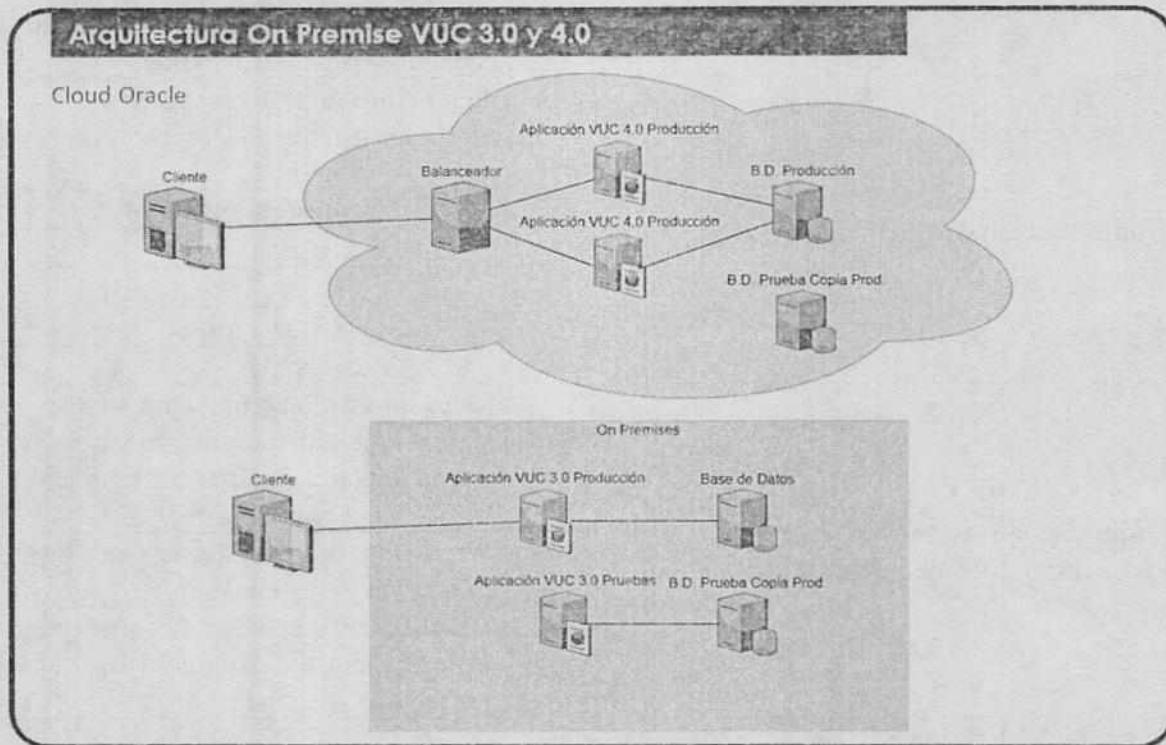 Arquitectura On Premise VUC 3.0 y 4.0
Cloud Oracle
Aplicación VUC 4.0 Producción
Cliente
Balanceador
B.D. Producción
Aplicación VUC 4.0 Producción
B.D. Prueba Copia Prod.
On Premises
Cliente
Aplicación VUC 3.0 Producción
Base de Datos
Aplicación VUC 3.0 Pruebas
B.D. Prueba Copia Prod.